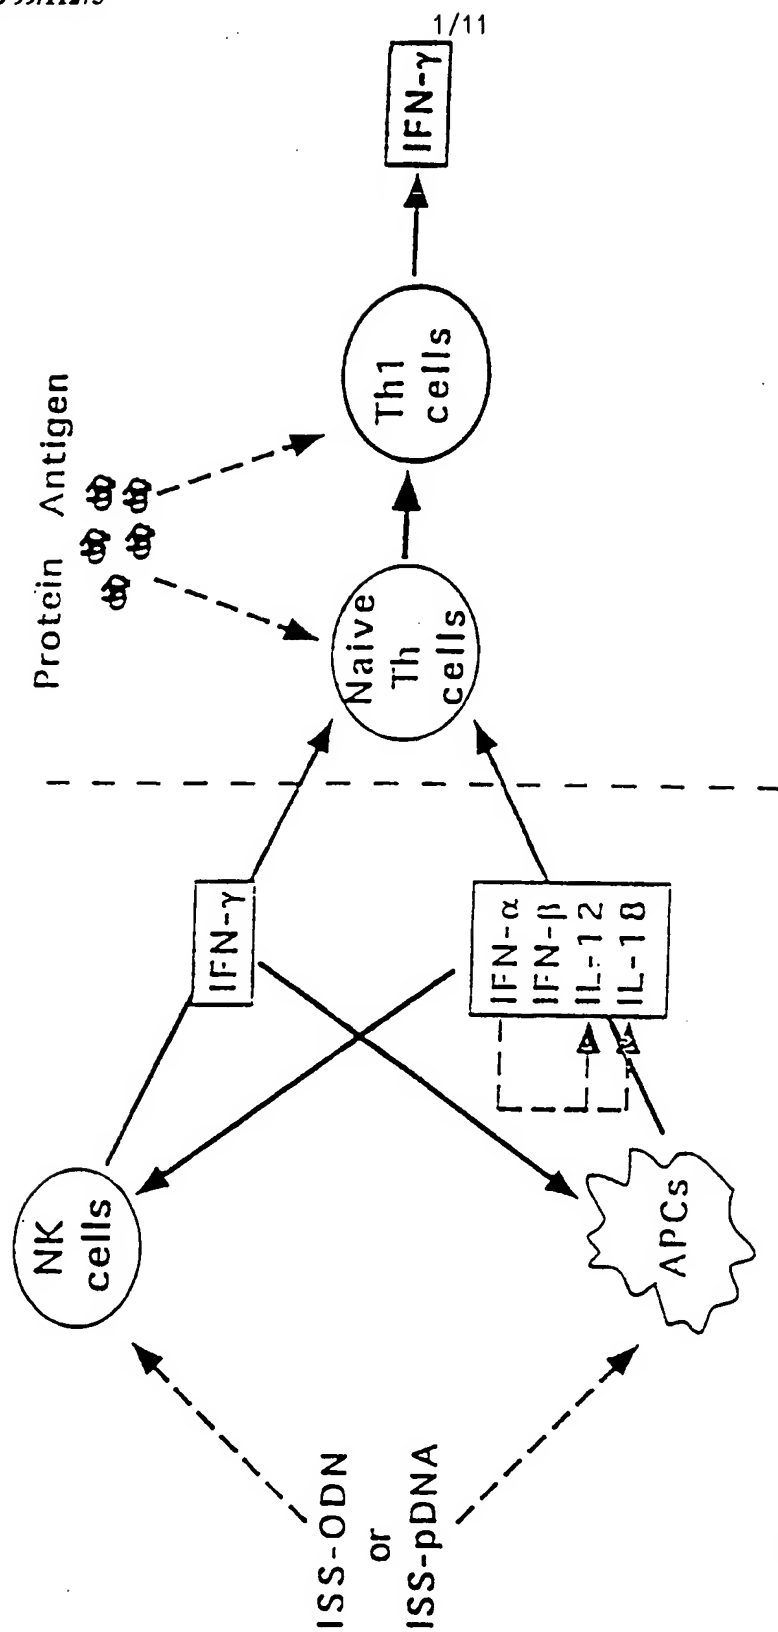 1/11
ISS-ODN
or
ISS-pDNA
NK
cells
APCs
IFN-γ
IFN-α
IFN-β
IL-12
IL-18
Protein Antigen
Naive
Th
cells
Th1
cells
IFN-γ